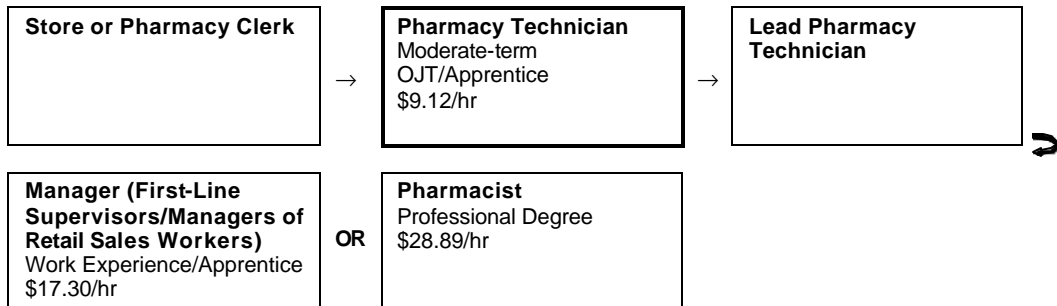 Store or Pharmacy Clerk
→
Pharmacy Technician
Moderate-term
OJT/Apprentice
$9.12/hr
→
Lead Pharmacy
Technician
Manager (First-Line
Supervisors/Managers of
Retail Sales Workers)
Work Experience/Apprentice
$17.30/hr
OR
Pharmacist
Professional Degree
$28.89/hr